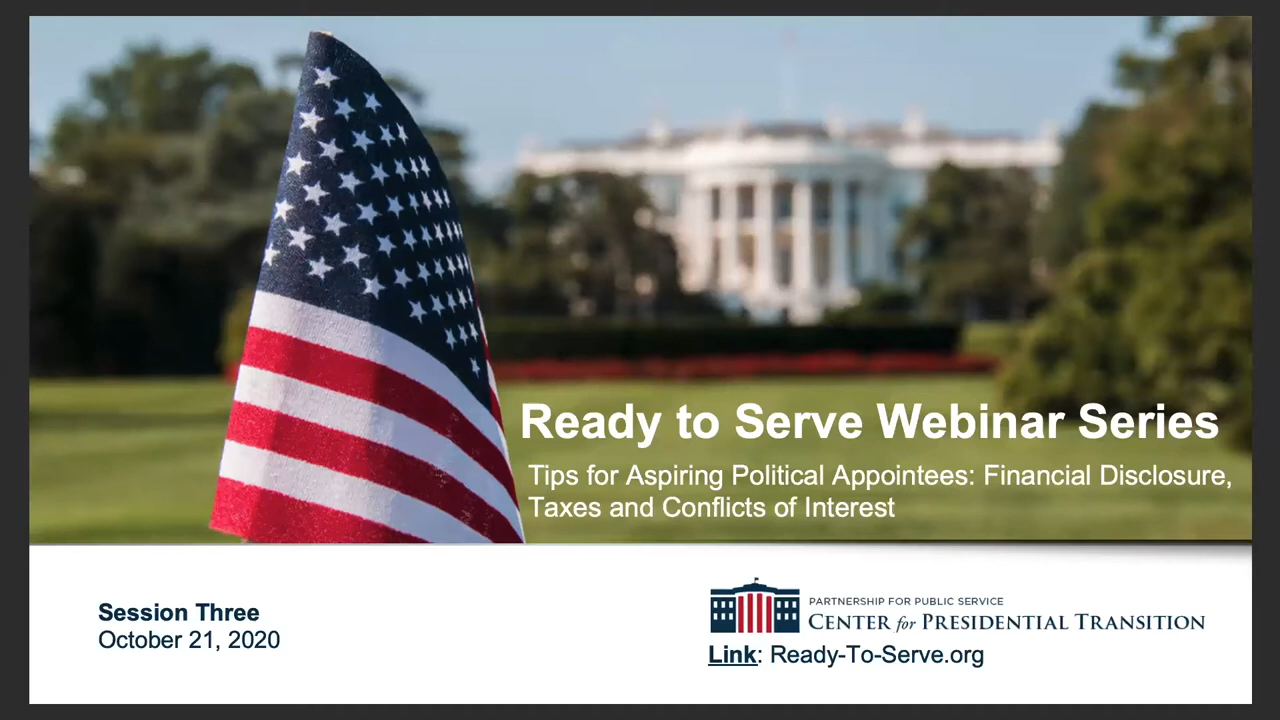 Ready to Serve Webinar Series
Tips for Aspiring Political Appointees: Financial Disclosure,
Taxes and Conflicts of Interest
Session Three
October 21, 2020
PARTNERSHIP FOR PUBLIC SERVICE
CENTER for PRESIDENTIAL TRANSITION
Link: Ready-To-Serve.org